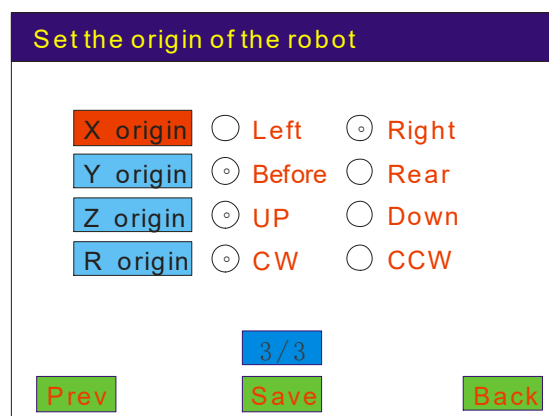 Set the origin of the robot
X origin Left Right
Y origin Before Rear
Z origin UP Down
R origin CW CCW
3/3
Prev Save Back